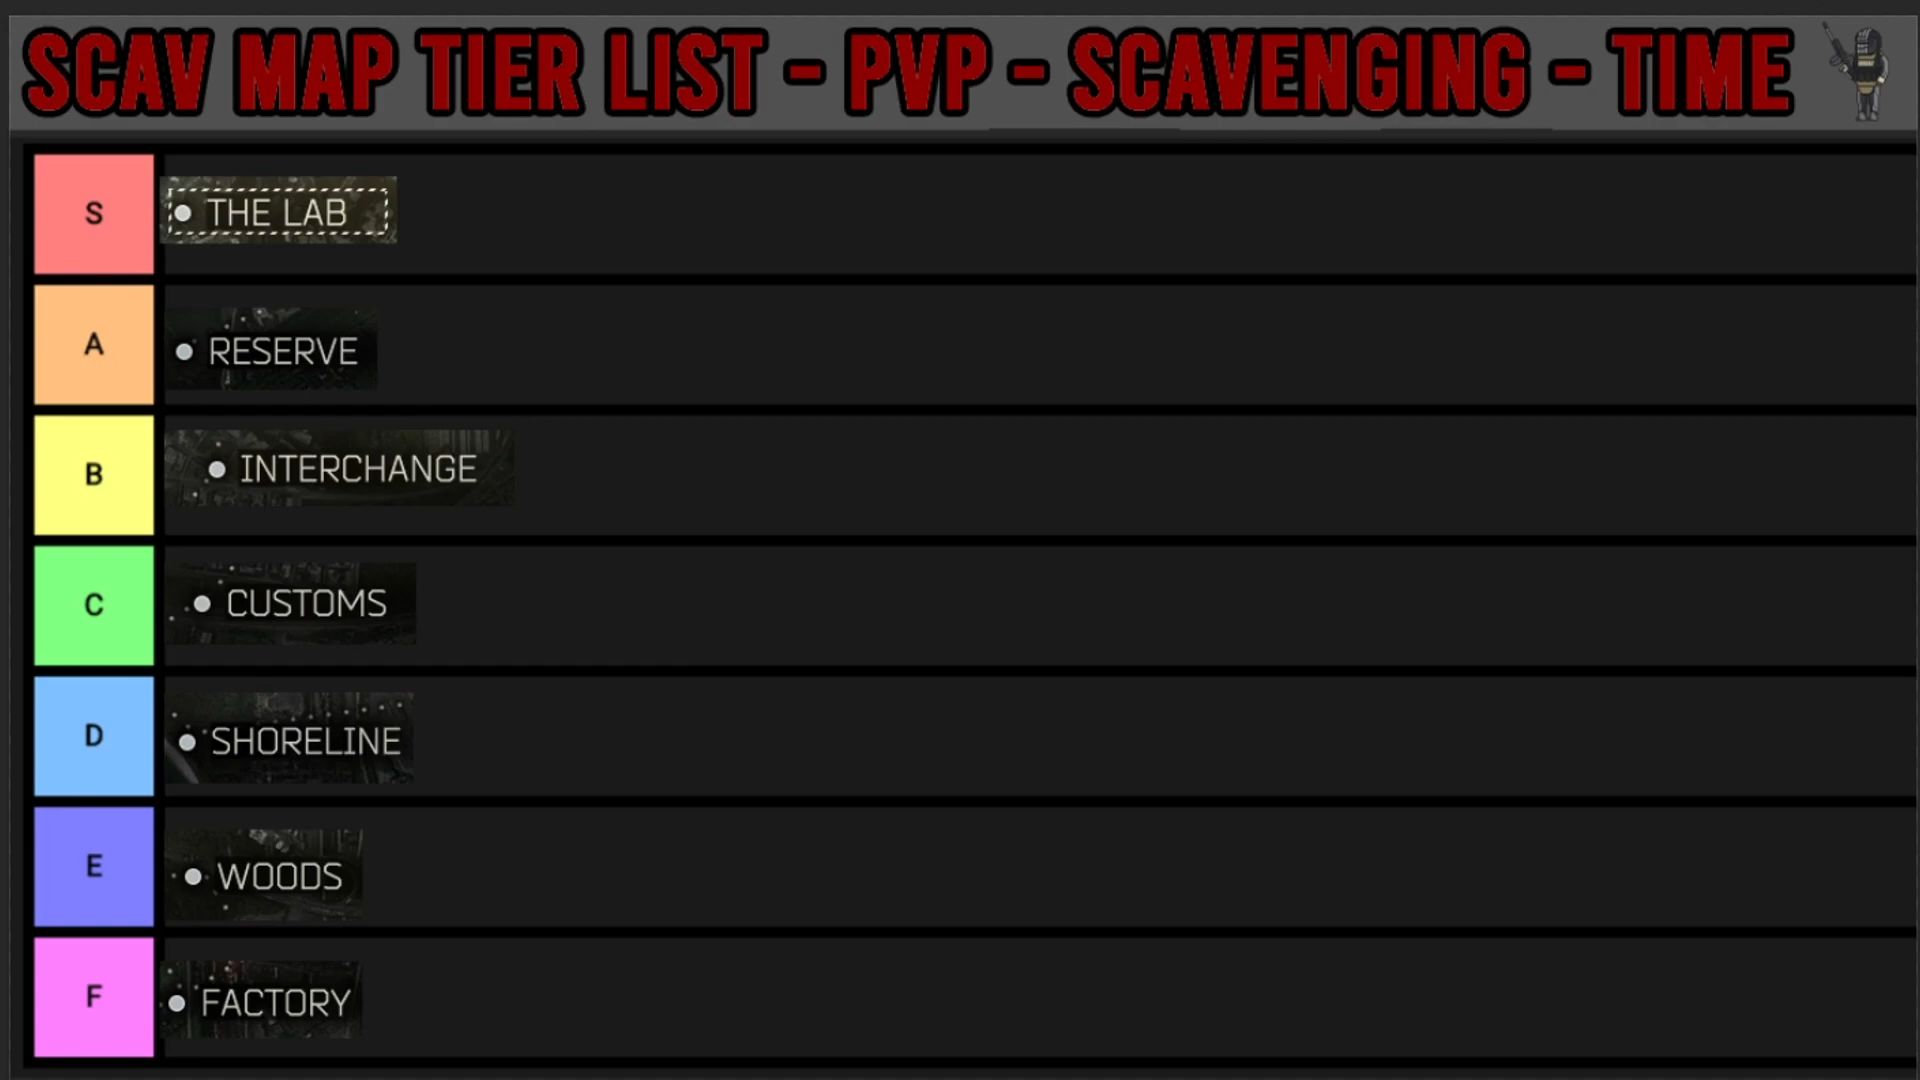 SCAV MAP TIER LIST - PVP - SCAVENGING - TIME
S
THE LAB
A
RESERVE
B
INTERCHANGE
C
CUSTOMS
D
SHORELINE
E
WOODS
F
FACTORY